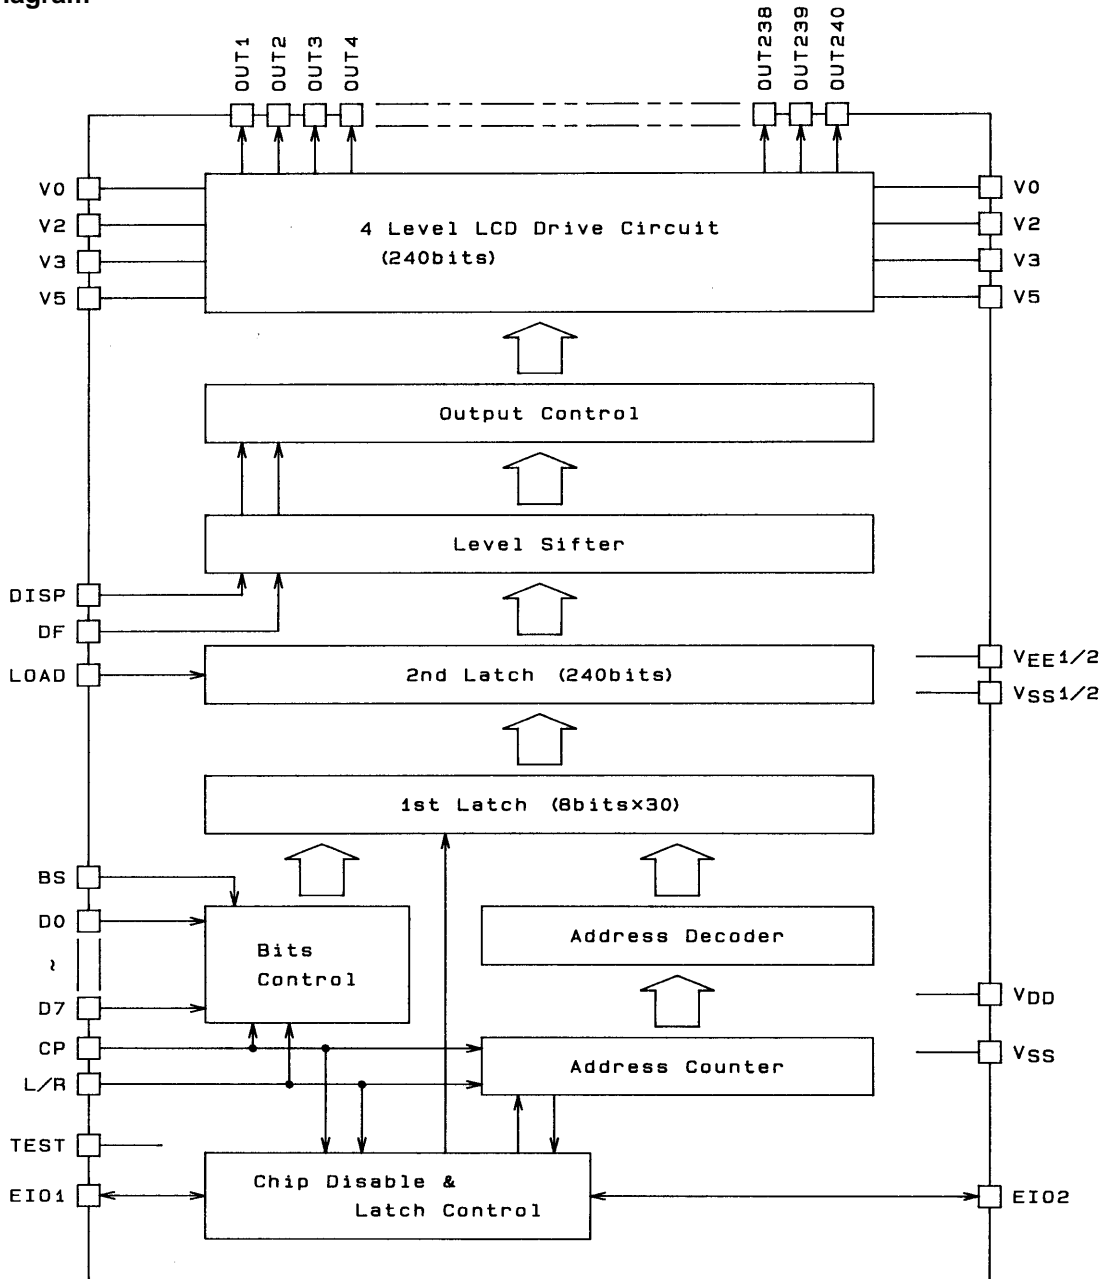 OUT1
OUT2
OUT3
OUT4
OUT238
OUT239
OUT240
V0
V2
V3
V5
4 Level LCD Drive Circuit
(240bits)
V0
V2
V3
V5
Output Control
Level Sifter
DISP
DF
LOAD
2nd Latch (240bits)
VEE1/2
VSS1/2
1st Latch (8bits×30)
BS
D0
≀
D7
Bits
Control
Address Decoder
VDD
CP
L/R
Address Counter
VSS
TEST
EIO1
Chip Disable &
Latch Control
EIO2